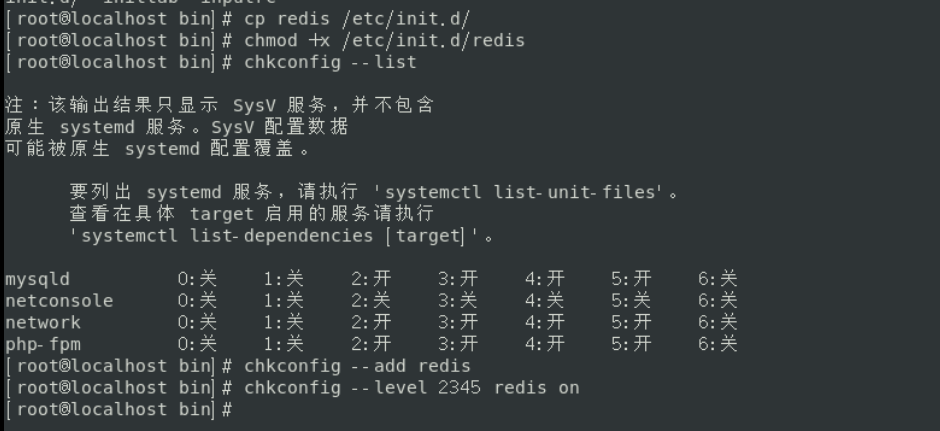 [root@localhost bin]# cp redis /etc/init.d/
[root@localhost bin]# chmod +x /etc/init.d/redis
[root@localhost bin]# chkconfig --list
注：该输出结果只显示 SysV 服务，并不包含
原生 systemd 服务。SysV 配置数据
可能被原生 systemd 配置覆盖。
要列出 systemd 服务，请执行 'systemctl list-unit-files'。
查看在具体 target 启用的服务请执行
'systemctl list-dependencies [target]'。
mysqld 0:关 1:关 2:开 3:开 4:开 5:开 6:关
netconsole 0:关 1:关 2:关 3:关 4:关 5:关 6:关
network 0:关 1:关 2:开 3:开 4:开 5:开 6:关
php-fpm 0:关 1:关 2:开 3:开 4:开 5:开 6:关
[root@localhost bin]# chkconfig --add redis
[root@localhost bin]# chkconfig --level 2345 redis on
[root@localhost bin]#